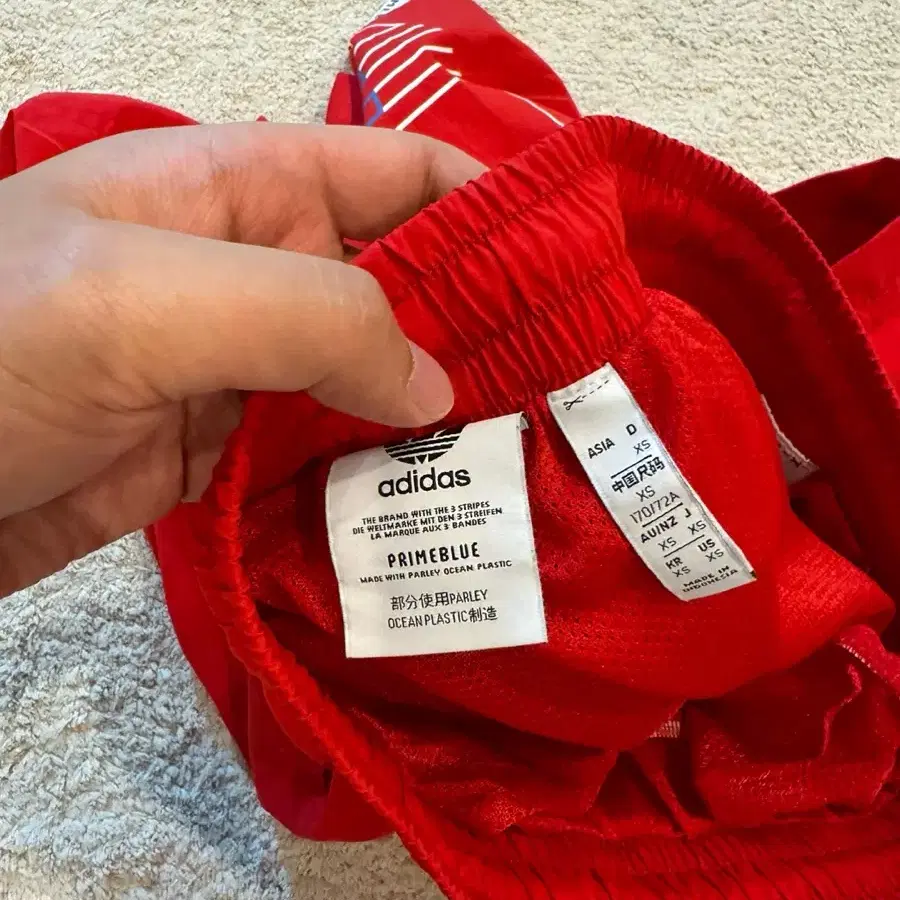 adidas
THE BRAND WITH THE 3 STRIPES
DIE WELTMARKE MIT DEN 3 STREIFEN
LA MARQUE AUX 3 BANDES
PRIMEBLUE
MADE WITH PARLEY OCEAN PLASTIC
部分使用PARLEY
OCEAN PLASTIC制造
ASIA D
XS
中国尺码
XS
170/72A
AU/NZ J
XS XS
KR US
XS XS
MADE IN
INDONESIA